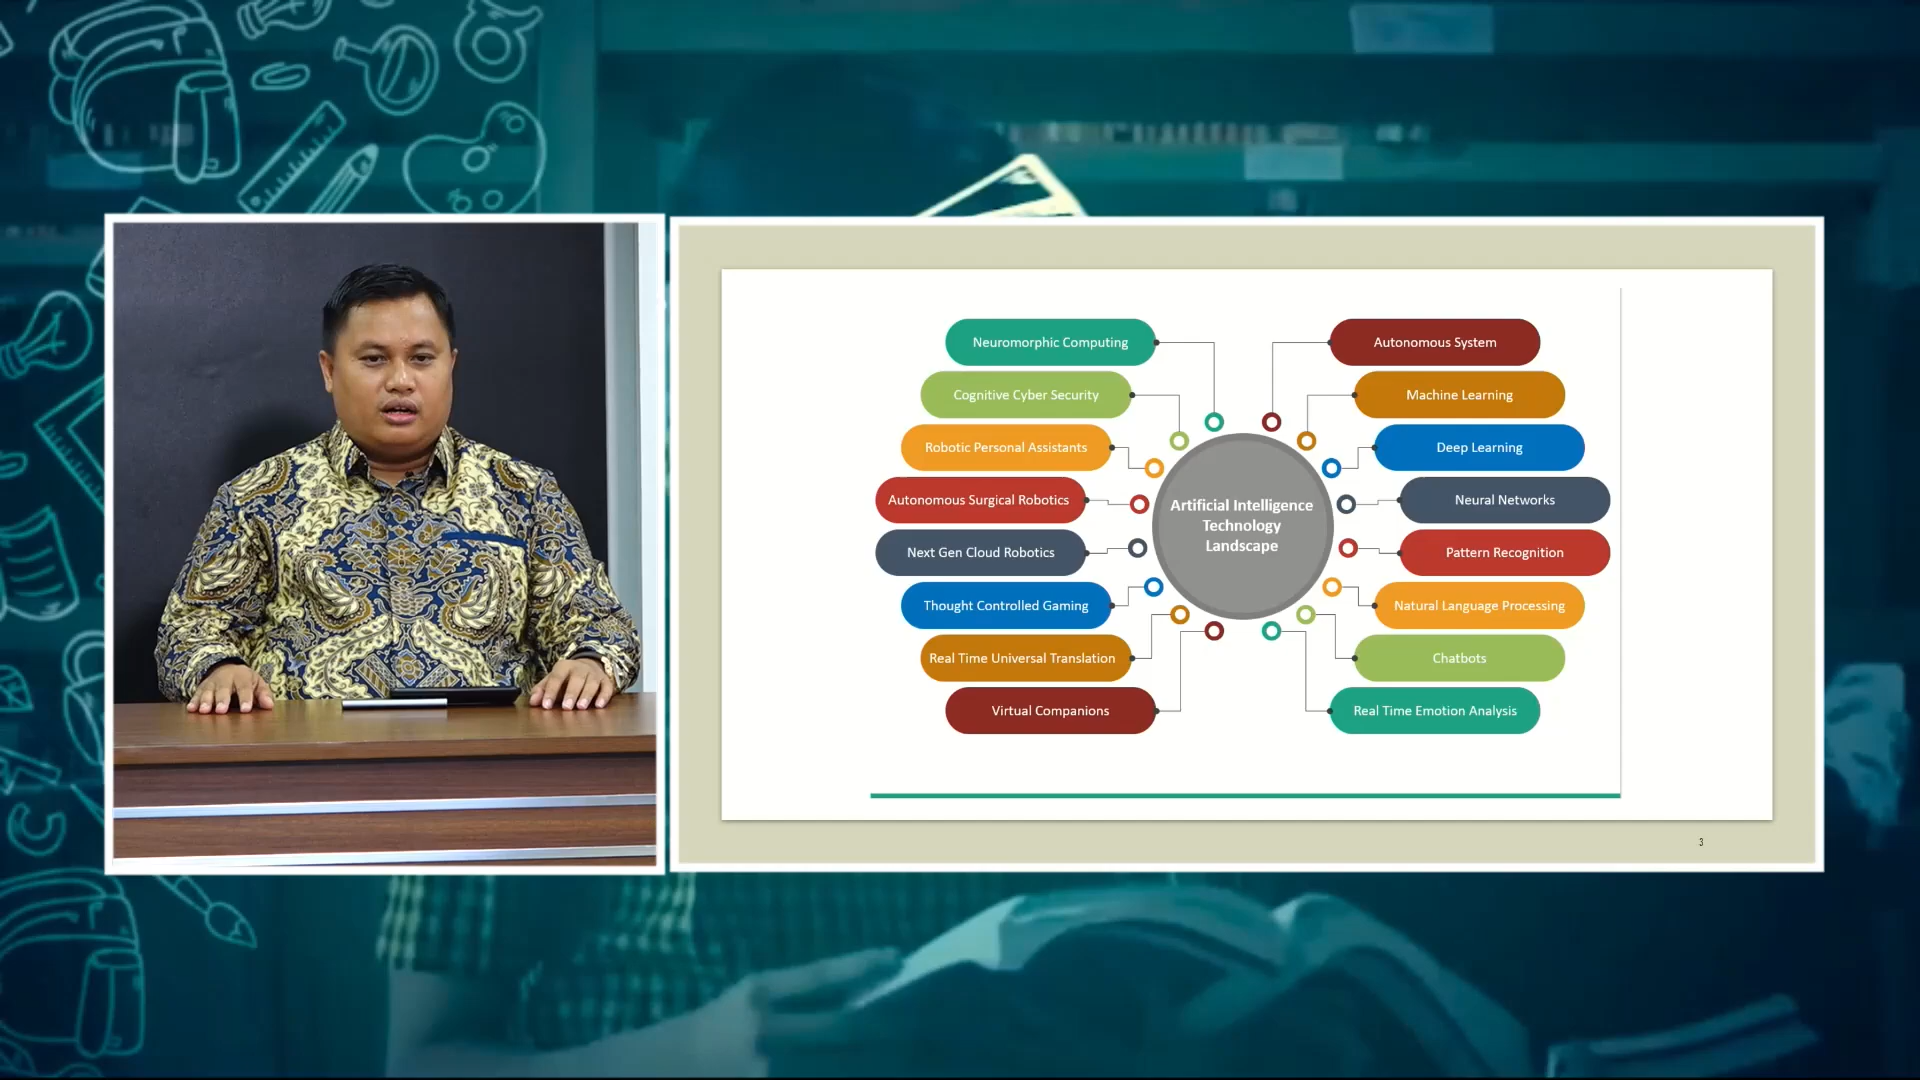 Neuromorphic Computing
Cognitive Cyber Security
Robotic Personal Assistants
Autonomous Surgical Robotics
Next Gen Cloud Robotics
Thought Controlled Gaming
Real Time Universal Translation
Virtual Companions
Artificial Intelligence
Technology
Landscape
Autonomous System
Machine Learning
Deep Learning
Neural Networks
Pattern Recognition
Natural Language Processing
Chatbots
Real Time Emotion Analysis
3